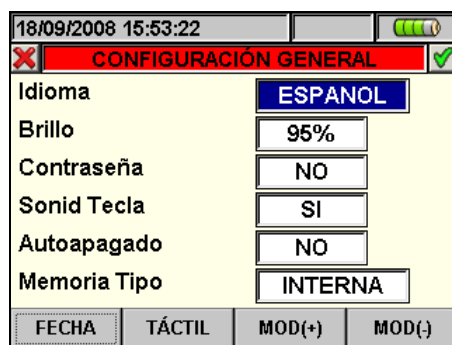 18/09/2008 15:53:22
CONFIGURACIÓN GENERAL
Idioma ESPANOL
Brillo 95%
Contraseña NO
Sonid Tecla SI
Autoapagado NO
Memoria Tipo INTERNA
FECHA TÁCTIL MOD(+) MOD(-)